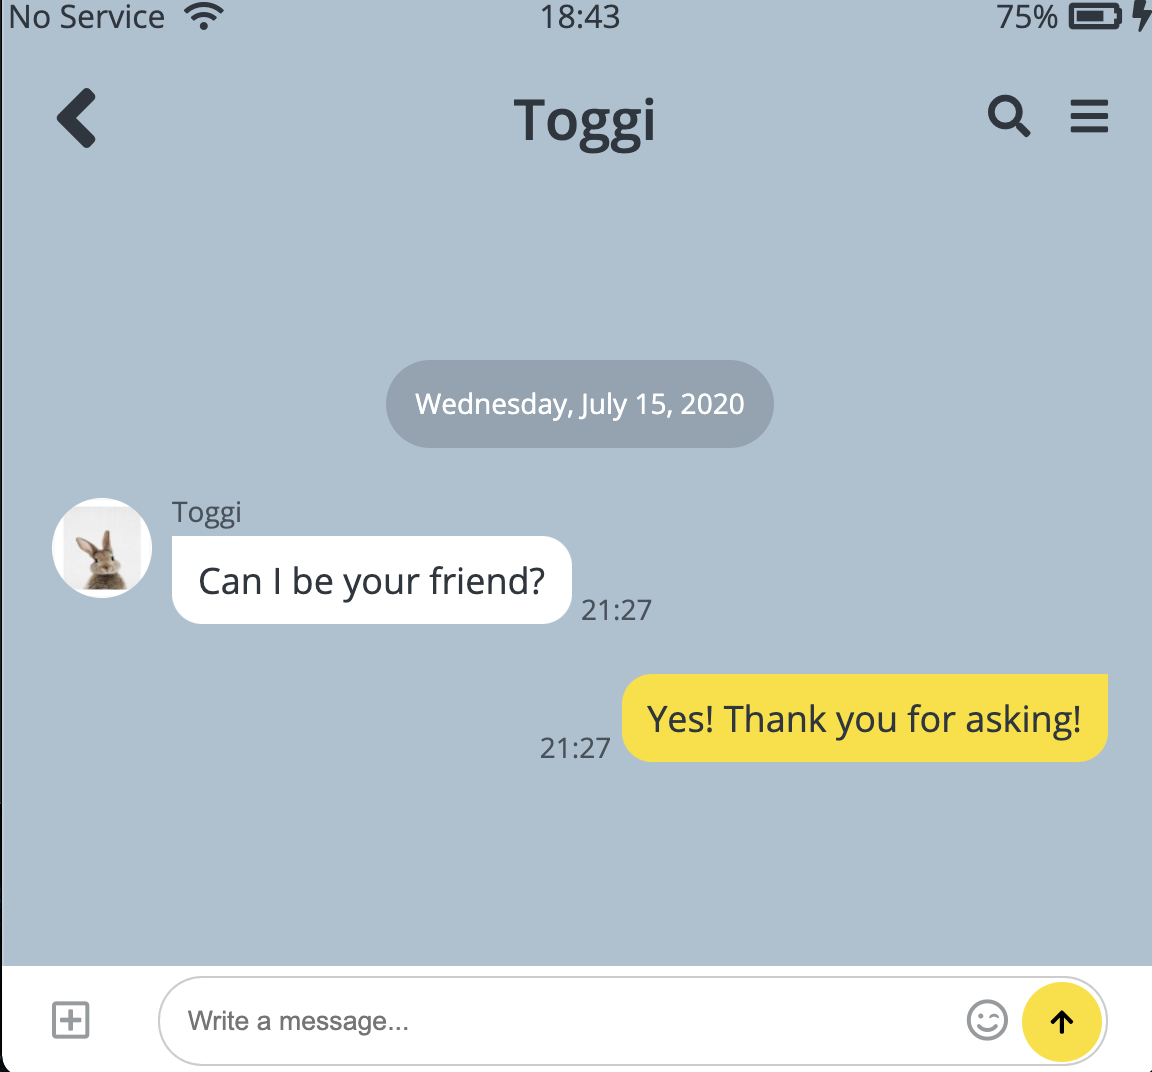 No Service
18:43
75%
Toggi
Wednesday, July 15, 2020
Toggi
Can I be your friend?
21:27
Yes! Thank you for asking!
21:27
Write a message...